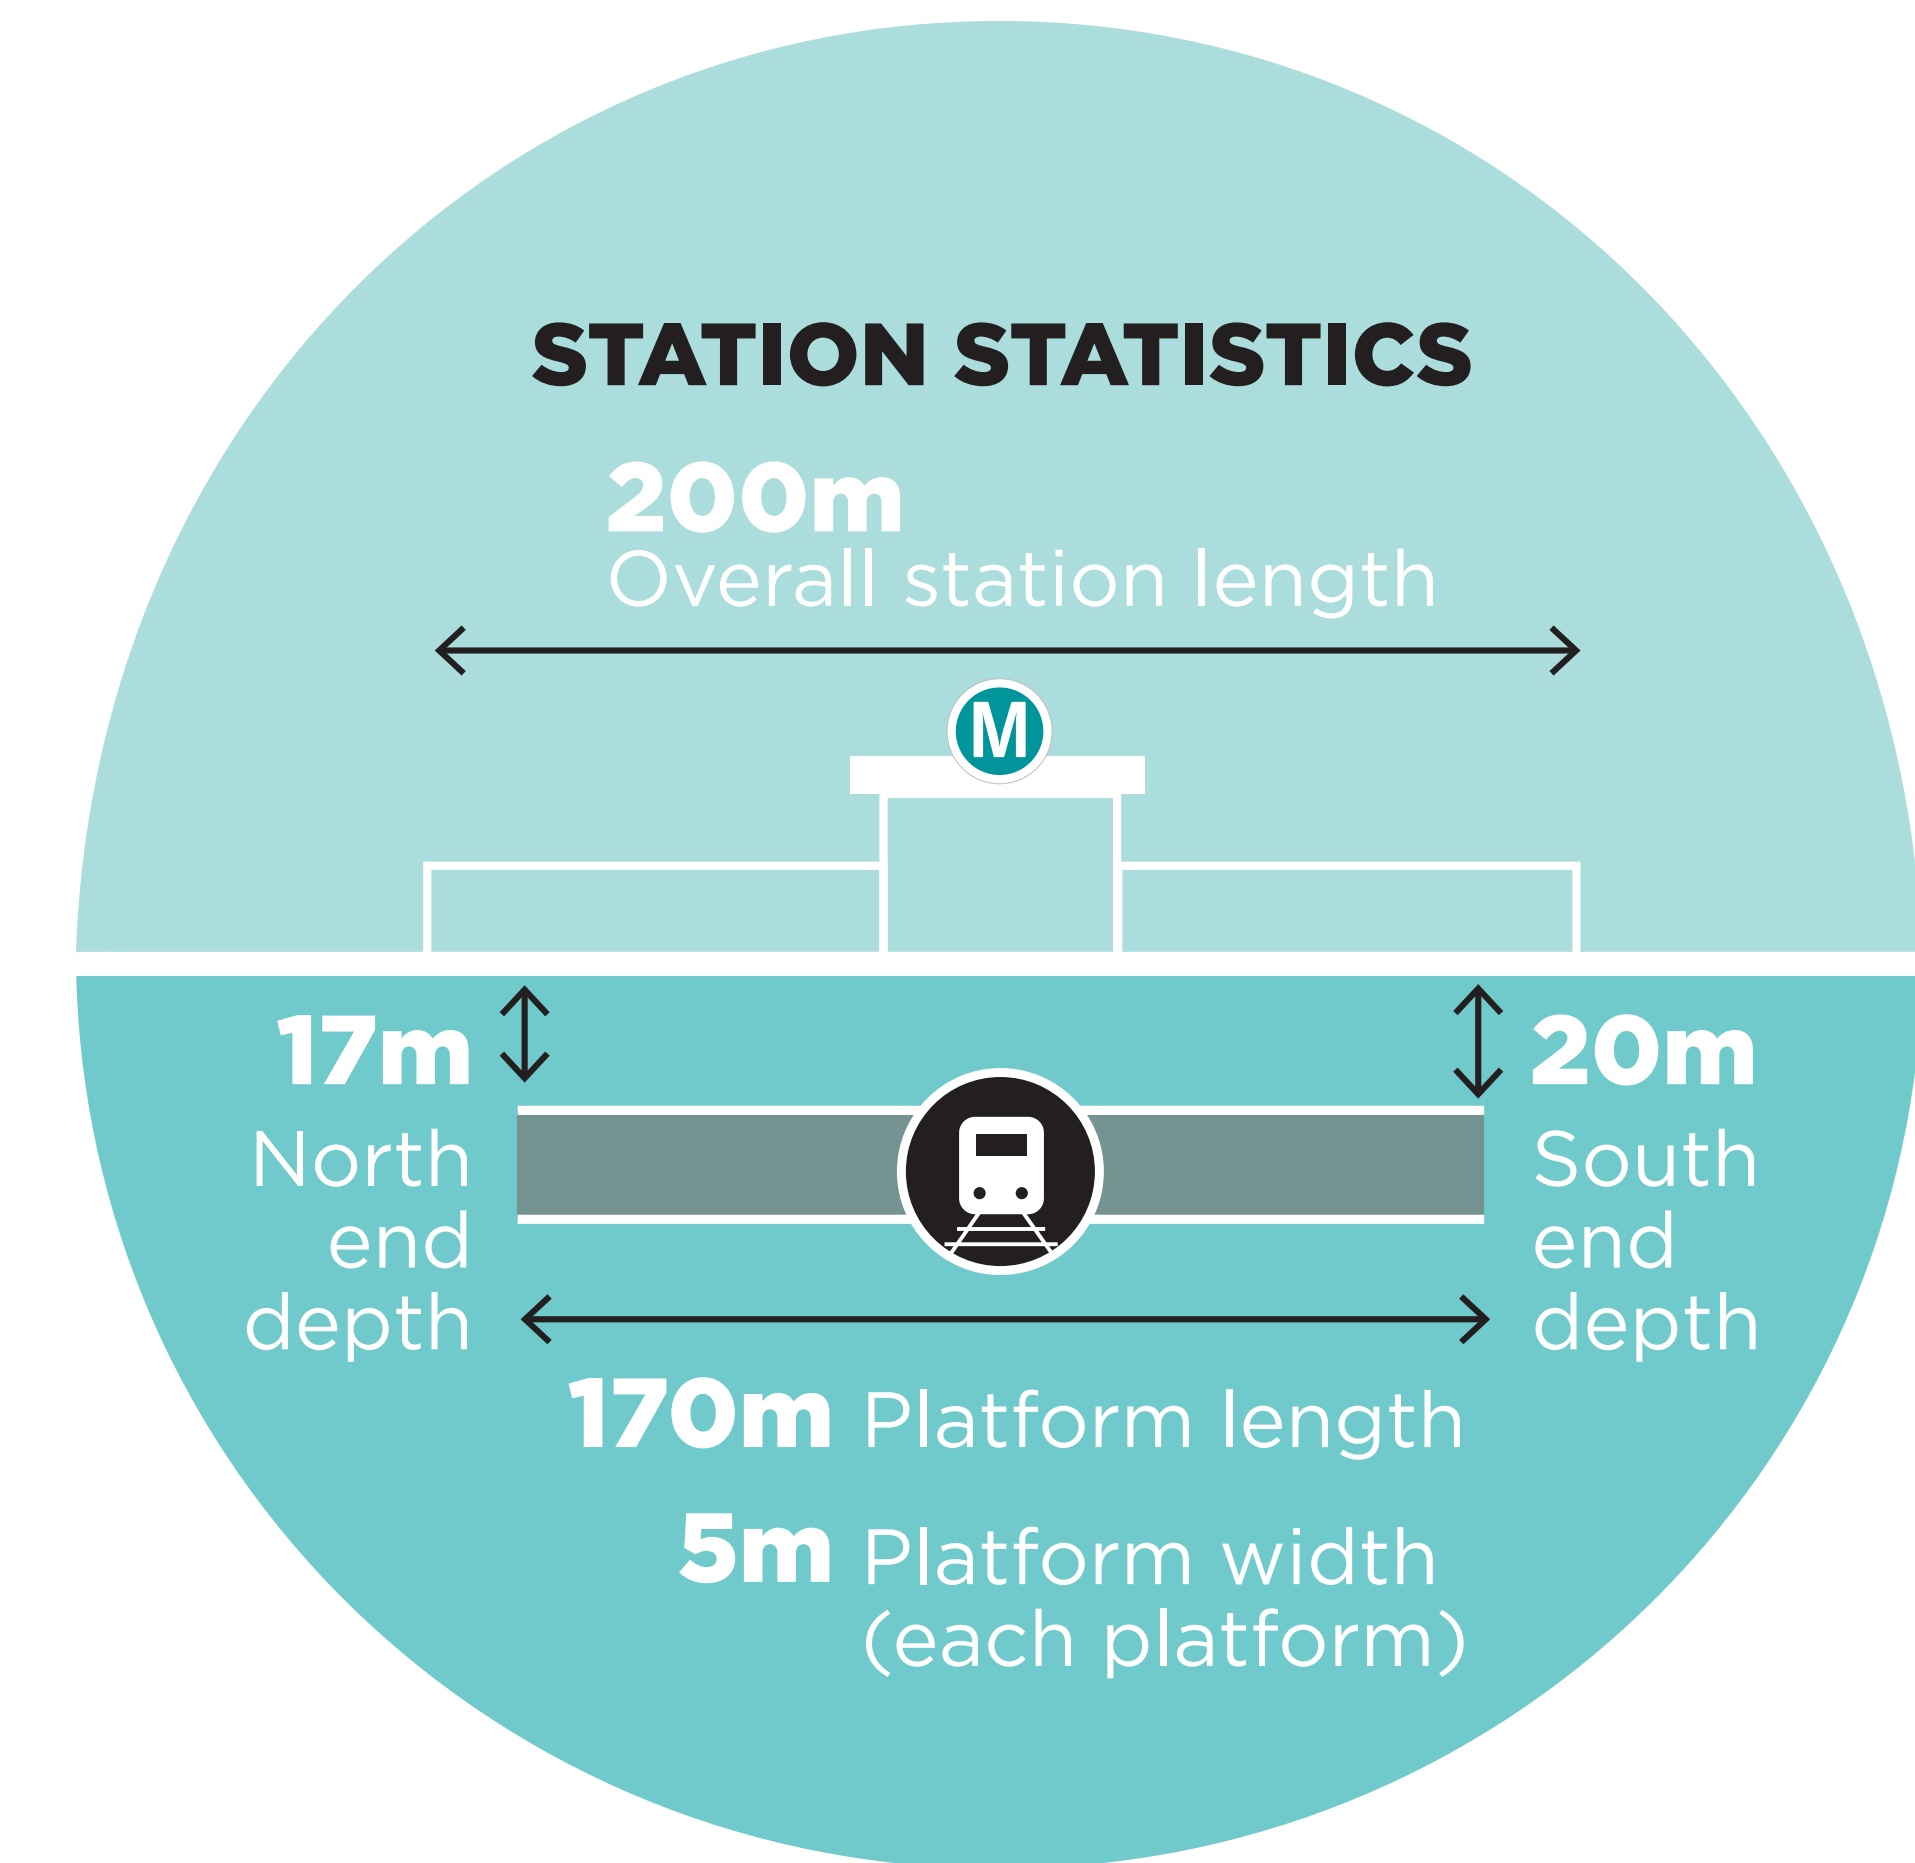 STATION STATISTICS
200m
Overall station length
M
17m
North
end
depth
20m
South
end
depth
170m Platform length
5m Platform width
(each platform)